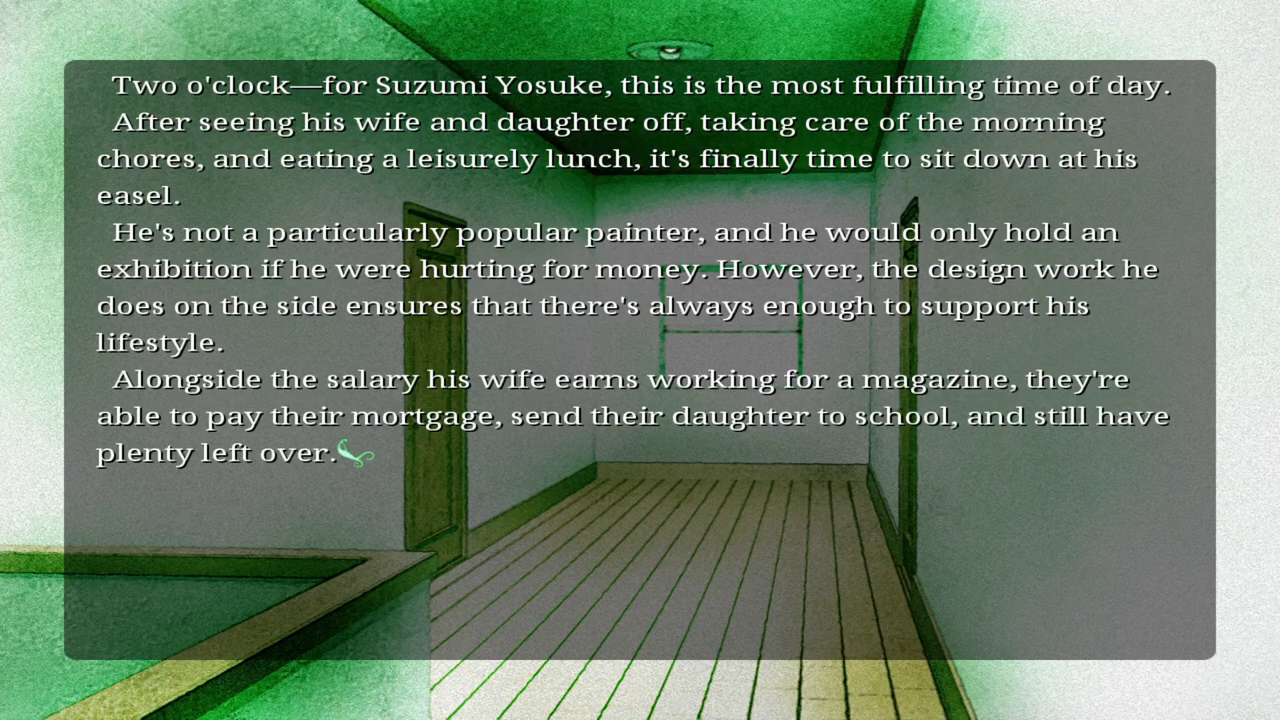 Two o'clock—for Suzumi Yosuke, this is the most fulfilling time of day.
After seeing his wife and daughter off, taking care of the morning
chores, and eating a leisurely lunch, it's finally time to sit down at his
easel.
He's not a particularly popular painter, and he would only hold an
exhibition if he were hurting for money. However, the design work he
does on the side ensures that there's always enough to support his
lifestyle.
Alongside the salary his wife earns working for a magazine, they're
able to pay their mortgage, send their daughter to school, and still have
plenty left over.